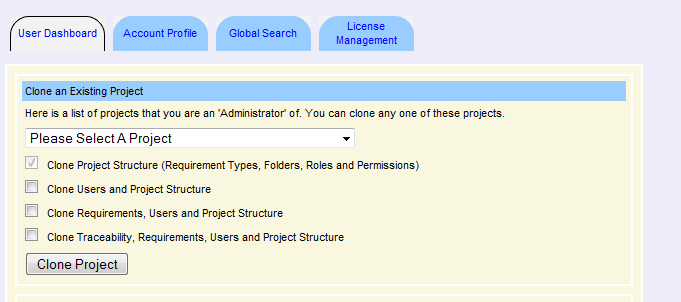 User Dashboard
Account Profile
Global Search
License
Management
Clone an Existing Project
Here is a list of projects that you are an 'Administrator' of. You can clone any one of these projects.
Please Select A Project
Clone Project Structure (Requirement Types, Folders, Roles and Permissions)
Clone Users and Project Structure
Clone Requirements, Users and Project Structure
Clone Traceability, Requirements, Users and Project Structure
Clone Project